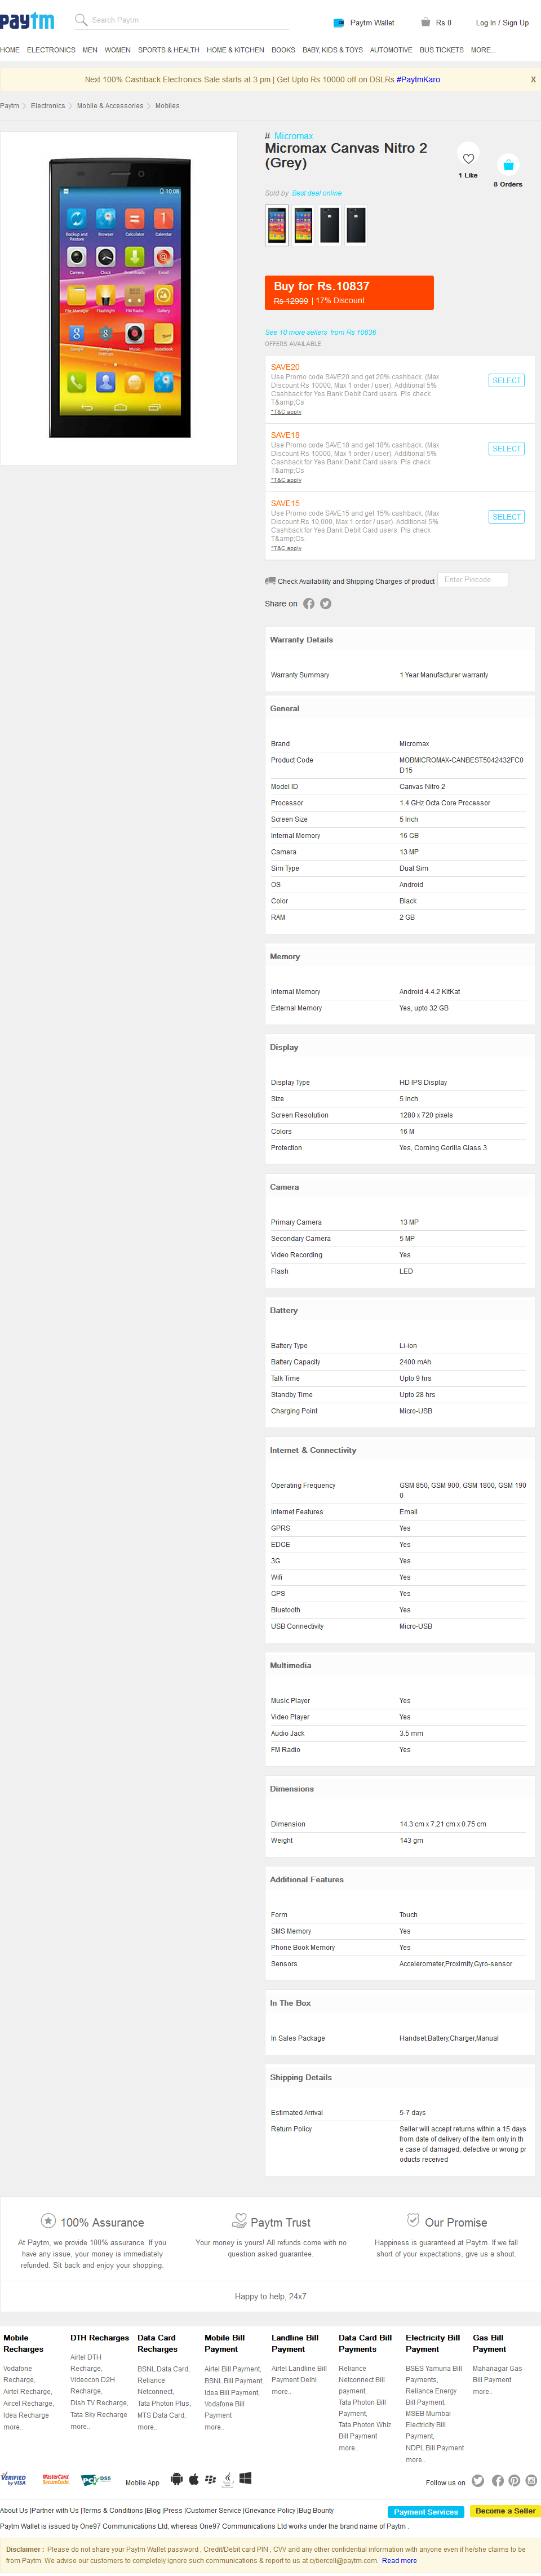 paytm
Search Paytm
Paytm Wallet
Rs 0
Log In / Sign Up
HOME ELECTRONICS MEN WOMEN SPORTS & HEALTH HOME & KITCHEN BOOKS BABY, KIDS & TOYS AUTOMOTIVE BUS TICKETS MORE...
Next 100% Cashback Electronics Sale starts at 3 pm | Get Upto Rs 10000 off on DSLRs #PaytmKaro X
Paytm > Electronics > Mobile & Accessories > Mobiles
# Micromax
Micromax Canvas Nitro 2
(Grey)
1 Like
8 Orders
Sold by Best deal online
Buy for Rs.10837
Rs 12999 | 17% Discount
See 10 more sellers from Rs 10836
OFFERS AVAILABLE
SAVE20
Use Promo code SAVE20 and get 20% cashback. (Max
Discount Rs 10000, Max 1 order / user). Additional 5%
Cashback for Yes Bank Debit Card users. Pls check
T&amp;Cs
*T&C apply
SELECT
SAVE18
Use Promo code SAVE18 and get 18% cashback. (Max
Discount Rs 10000, Max 1 order / user). Additional 5%
Cashback for Yes Bank Debit Card users. Pls check
T&amp;Cs
*T&C apply
SELECT
SAVE15
Use Promo code SAVE15 and get 15% cashback. (Max
Discount Rs 10,000, Max 1 order / user). Additional 5%
Cashback for Yes Bank Debit Card users. Pls check
T&amp;Cs.
*T&C apply
SELECT
Check Availability and Shipping Charges of product Enter Pincode
Share on
Warranty Details
Warranty Summary 1 Year Manufacturer warranty
General
Brand Micromax
Product Code MOBMICROMAX-CANBEST5042432FC0
D15
Model ID Canvas Nitro 2
Processor 1.4 GHz Octa Core Processor
Screen Size 5 Inch
Internal Memory 16 GB
Camera 13 MP
Sim Type Dual Sim
OS Android
Color Black
RAM 2 GB
Memory
Internal Memory Android 4.4.2 KitKat
External Memory Yes, upto 32 GB
Display
Display Type HD IPS Display
Size 5 Inch
Screen Resolution 1280 x 720 pixels
Colors 16 M
Protection Yes, Corning Gorilla Glass 3
Camera
Primary Camera 13 MP
Secondary Camera 5 MP
Video Recording Yes
Flash LED
Battery
Battery Type Li-ion
Battery Capacity 2400 mAh
Talk Time Upto 9 hrs
Standby Time Upto 28 hrs
Charging Point Micro-USB
Internet & Connectivity
Operating Frequency GSM 850, GSM 900, GSM 1800, GSM 190
0
Internet Features Email
GPRS Yes
EDGE Yes
3G Yes
Wifi Yes
GPS Yes
Bluetooth Yes
USB Connectivity Micro-USB
Multimedia
Music Player Yes
Video Player Yes
Audio Jack 3.5 mm
FM Radio Yes
Dimensions
Dimension 14.3 cm x 7.21 cm x 0.75 cm
Weight 143 gm
Additional Features
Form Touch
SMS Memory Yes
Phone Book Memory Yes
Sensors Accelerometer,Proximity,Gyro-sensor
In The Box
In Sales Package Handset,Battery,Charger,Manual
Shipping Details
Estimated Arrival 5-7 days
Return Policy Seller will accept returns within a 15 days
from date of delivery of the item only in th
e case of damaged, defective or wrong pr
oducts received
100% Assurance
At Paytm, we provide 100% assurance. If you
have any issue, your money is immediately
refunded. Sit back and enjoy your shopping.
Paytm Trust
Your money is yours! All refunds come with no
question asked guarantee.
Our Promise
Happiness is guaranteed at Paytm. If we fall
short of your expectations, give us a shout.
Happy to help, 24x7
Mobile
Recharges
Vodafone
Recharge,
Airtel Recharge,
Aircel Recharge,
Idea Recharge
more..
DTH Recharges
Airtel DTH
Recharge,
Videocon D2H
Recharge,
Dish TV Recharge,
Tata Sky Recharge
more..
Data Card
Recharges
BSNL Data Card,
Reliance
Netconnect,
Tata Photon Plus,
MTS Data Card,
more..
Mobile Bill
Payment
Airtel Bill Payment,
BSNL Bill Payment,
Idea Bill Payment,
Vodafone Bill
Payment
more..
Landline Bill
Payment
Airtel Landline Bill
Payment Delhi
more..
Data Card Bill
Payments
Reliance
Netconnect Bill
payment,
Tata Photon Bill
Payment,
Tata Photon Whiz
Bill Payment
more..
Electricity Bill
Payment
BSES Yamuna Bill
Payments,
Reliance Energy
Bill Payment,
MSEB Mumbai
Electricity Bill
Payment,
NDPL Bill Payment
more..
Gas Bill
Payment
Mahanagar Gas
Bill Payment
more..
VERIFIED
by VISA
MasterCard
SecureCode
PCI DSS
Mobile App
Follow us on
About Us |Partner with Us |Terms & Conditions |Blog |Press |Customer Service |Grievance Policy |Bug Bounty
Payment Services
Become a Seller
Paytm Wallet is issued by One97 Communications Ltd, whereas One97 Communications Ltd works under the brand name of Paytm .
Disclaimer : Please do not share your Paytm Wallet password , Credit/Debit card PIN , CVV and any other confidential information with anyone even if he/she claims to be
from Paytm. We advise our customers to completely ignore such communications & report to us at cybercell@paytm.com. Read more